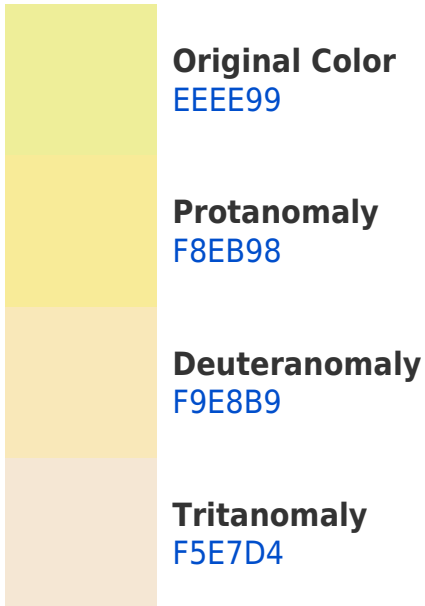 Original Color
EEEE99
Protanomaly
F8EB98
Deuteranomaly
F9E8B9
Tritanomaly
F5E7D4